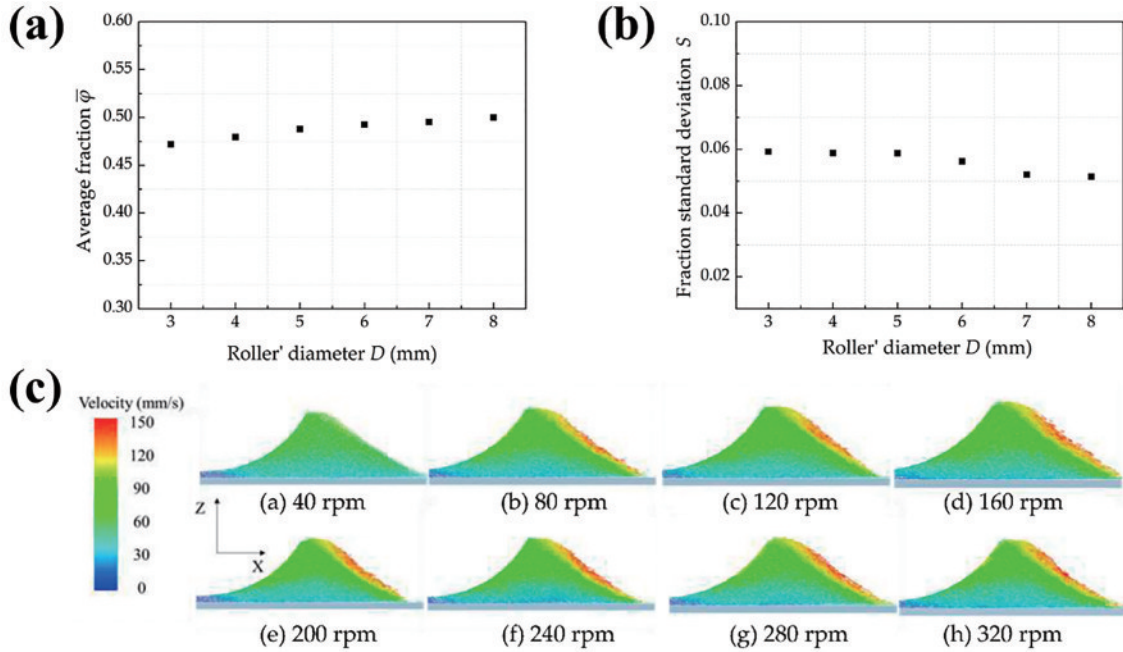 (a)
0.60
0.55
0.50
0.45
0.40
0.35
0.30
Average fraction φ̅
3 4 5 6 7 8
Roller' diameter D (mm)
(b)
0.10
0.08
0.06
0.04
0.02
Fraction standard deviation S
3 4 5 6 7 8
Roller' diameter D (mm)
(c)
Velocity (mm/s)
150
120
90
60
30
0
(a) 40 rpm
(b) 80 rpm
(c) 120 rpm
(d) 160 rpm
Z
X
(e) 200 rpm
(f) 240 rpm
(g) 280 rpm
(h) 320 rpm